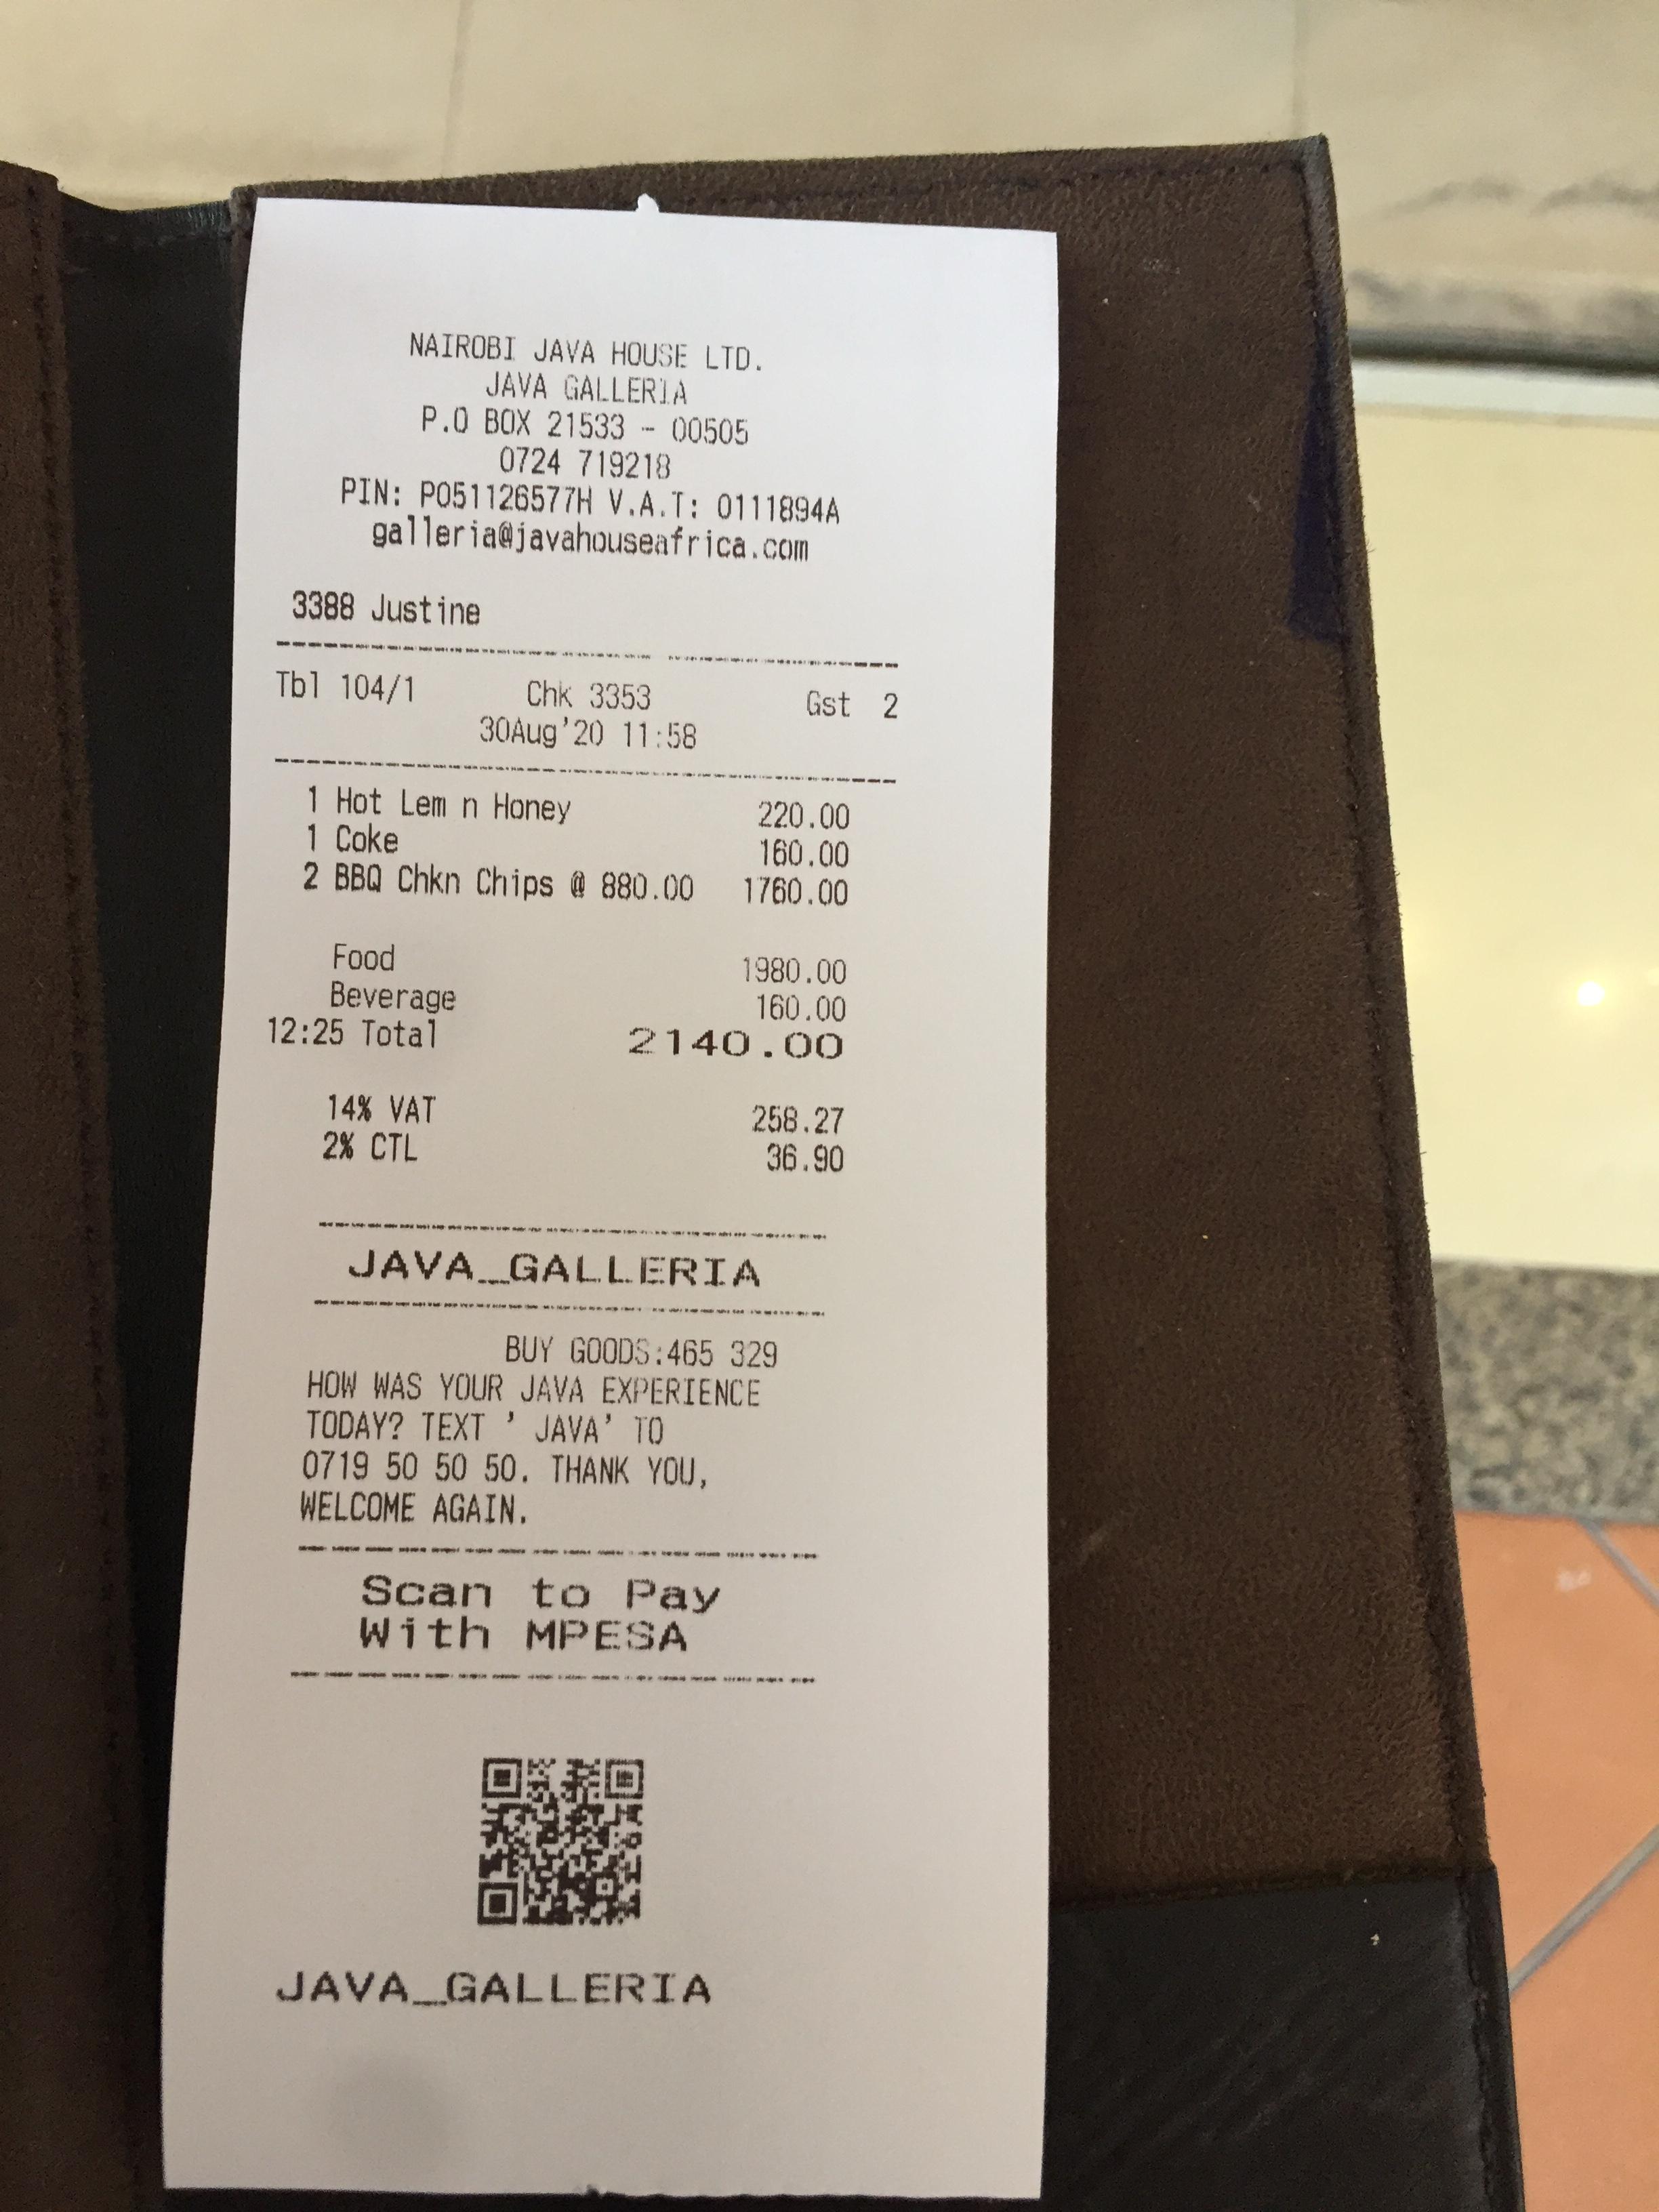 NAIROBI JAVA HOUSE LTD.
JAVA GALLERIA
P.O BOX 21533 - 00505
0724 719218
PIN: P051126577H V.A.T: 0111894A
galleria@javahouseafrica.com
3388 Justine
Tbl 104/1 Chk 3353 Gst 2
30Aug'20 11:58
1 Hot Lem n Honey 220.00
1 Coke 160.00
2 BBQ Chkn Chips @ 880.00 1760.00
Food 1980.00
Beverage 160.00
12:25 Total 2140.00
14% VAT 258.27
2% CTL 36.90
JAVA_GALLERIA
BUY GOODS:465 329
HOW WAS YOUR JAVA EXPERIENCE
TODAY? TEXT ' JAVA' TO
0719 50 50 50. THANK YOU,
WELCOME AGAIN.
Scan to Pay
With MPESA
JAVA_GALLERIA